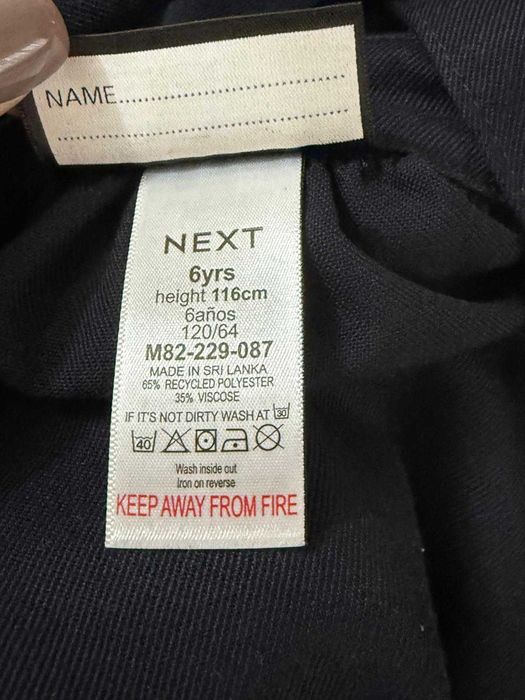 NAME..............................
..........................................
NEXT
6yrs
height 116cm
6años
120/64
M82-229-087
MADE IN SRI LANKA
65% RECYCLED POLYESTER
35% VISCOSE
IF IT'S NOT DIRTY WASH AT 30
40
Wash inside out
Iron on reverse
KEEP AWAY FROM FIRE